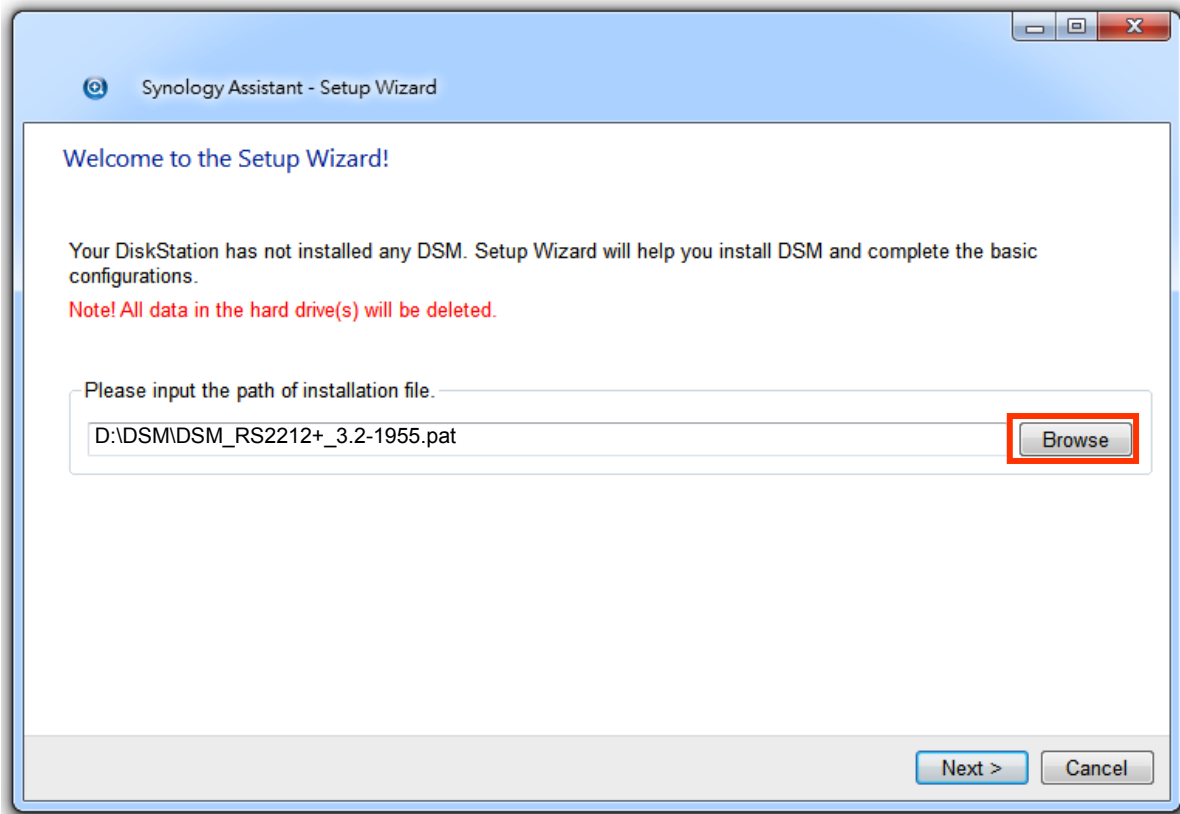 Synology Assistant - Setup Wizard
Welcome to the Setup Wizard!
Your DiskStation has not installed any DSM. Setup Wizard will help you install DSM and complete the basic
configurations.
Note! All data in the hard drive(s) will be deleted.
Please input the path of installation file.
D:\DSM\DSM_RS2212+_3.2-1955.pat
Browse
Next >
Cancel